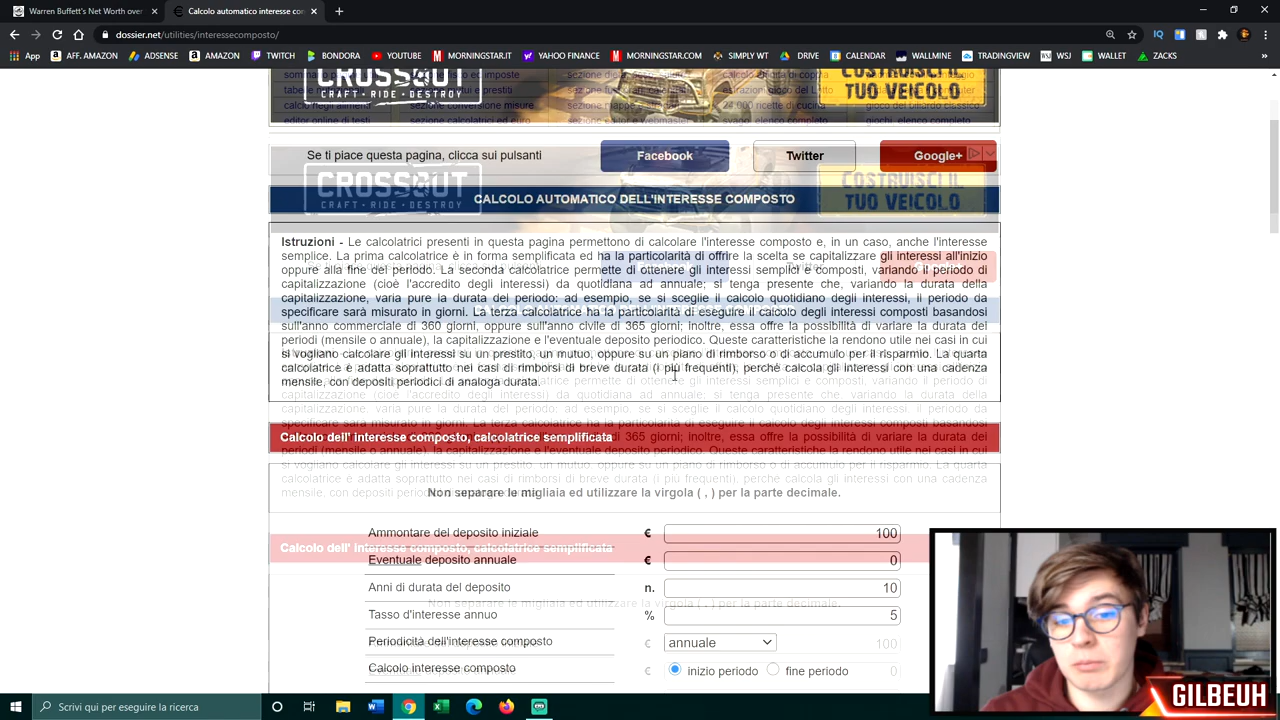 Warren Buffett's Net Worth over
Calcolo automatico interesse con
dossier.net/utilities/interessecomposto/
App
AFF. AMAZON
ADSENSE
AMAZON
TWITCH
BONDORA
YOUTUBE
MORNINGSTAR.IT
YAHOO FINANCE
MORNINGSTAR.COM
SIMPLY WT
DRIVE
CALENDAR
WALLMINE
TRADINGVIEW
WSJ
WALLET
ZACKS
CROSSOUT
CRAFT · RIDE · DESTROY
COSTRUISCI IL
TUO VEICOLO
Se ti piace questa pagina, clicca sui pulsanti
Facebook
Twitter
Google+
CALCOLO AUTOMATICO DELL'INTERESSE COMPOSTO
Istruzioni - Le calcolatrici presenti in questa pagina permettono di calcolare l'interesse composto e, in un caso, anche l'interesse
semplice. La prima calcolatrice è in forma semplificata ed ha la particolarità di offrire la scelta se capitalizzare gli interessi all'inizio
oppure alla fine del periodo. La seconda calcolatrice permette di ottenere gli interessi semplici e composti, variando il periodo di
capitalizzazione (cioè l'accredito degli interessi) da quotidiana ad annuale; si tenga presente che, variando la durata della
capitalizzazione, varia pure la durata del periodo: ad esempio, se si sceglie il calcolo quotidiano degli interessi, il periodo da
specificare sarà misurato in giorni. La terza calcolatrice ha la particolarità di eseguire il calcolo degli interessi composti basandosi
sull'anno commerciale di 360 giorni, oppure sull'anno civile di 365 giorni; inoltre, essa offre la possibilità di variare la durata dei
periodi (mensile o annuale), la capitalizzazione e l'eventuale deposito periodico. Queste caratteristiche la rendono utile nei casi in cui
si vogliano calcolare gli interessi su un prestito, un mutuo, oppure su un piano di rimborso o di accumulo per il risparmio. La quarta
calcolatrice è adatta soprattutto nei casi di rimborsi di breve durata (i più frequenti), perché calcola gli interessi con una cadenza
mensile, con depositi periodici di analoga durata.
Calcolo dell' interesse composto, calcolatrice semplificata
Non separare le migliaia ed utilizzare la virgola ( , ) per la parte decimale.
Ammontare del deposito iniziale € 100
Eventuale deposito annuale € 0
Anni di durata del deposito n. 10
Tasso d'interesse annuo % 5
Periodicità dell'interesse composto annuale
Calcolo interesse composto inizio periodo fine periodo
GILBEUH
Scrivi qui per eseguire la ricerca